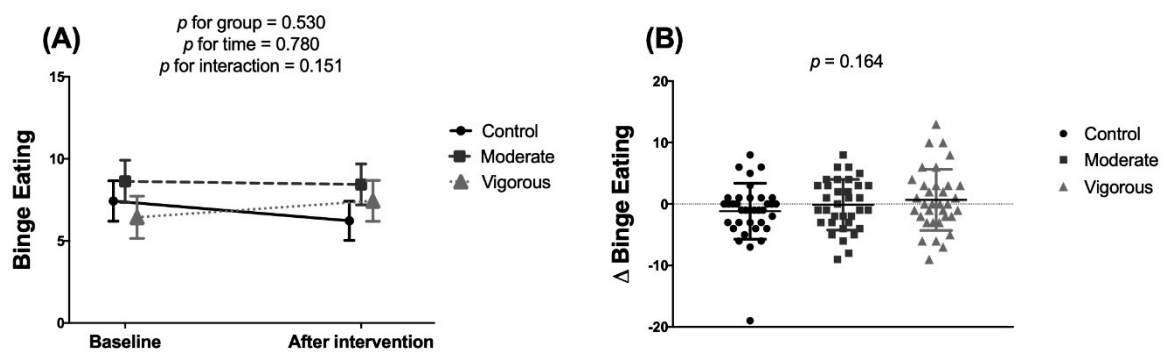 (A)
p for group = 0.530
p for time = 0.780
p for interaction = 0.151
15
10
5
0
Binge Eating
Baseline
After intervention
Control
Moderate
Vigorous
(B)
p = 0.164
20
10
0
-10
-20
Δ Binge Eating
Control
Moderate
Vigorous